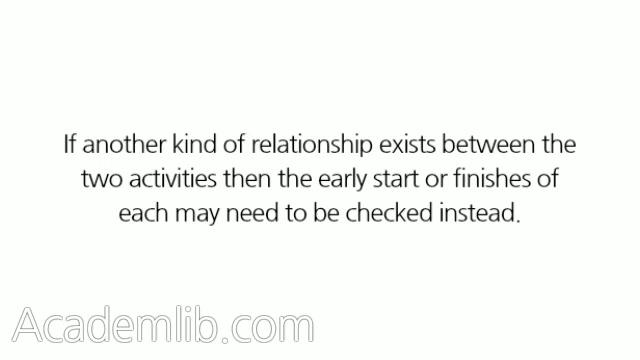 If another kind of relationship exists between the
two activities then the early start or finishes of
each may need to be checked instead.
Academlib.com